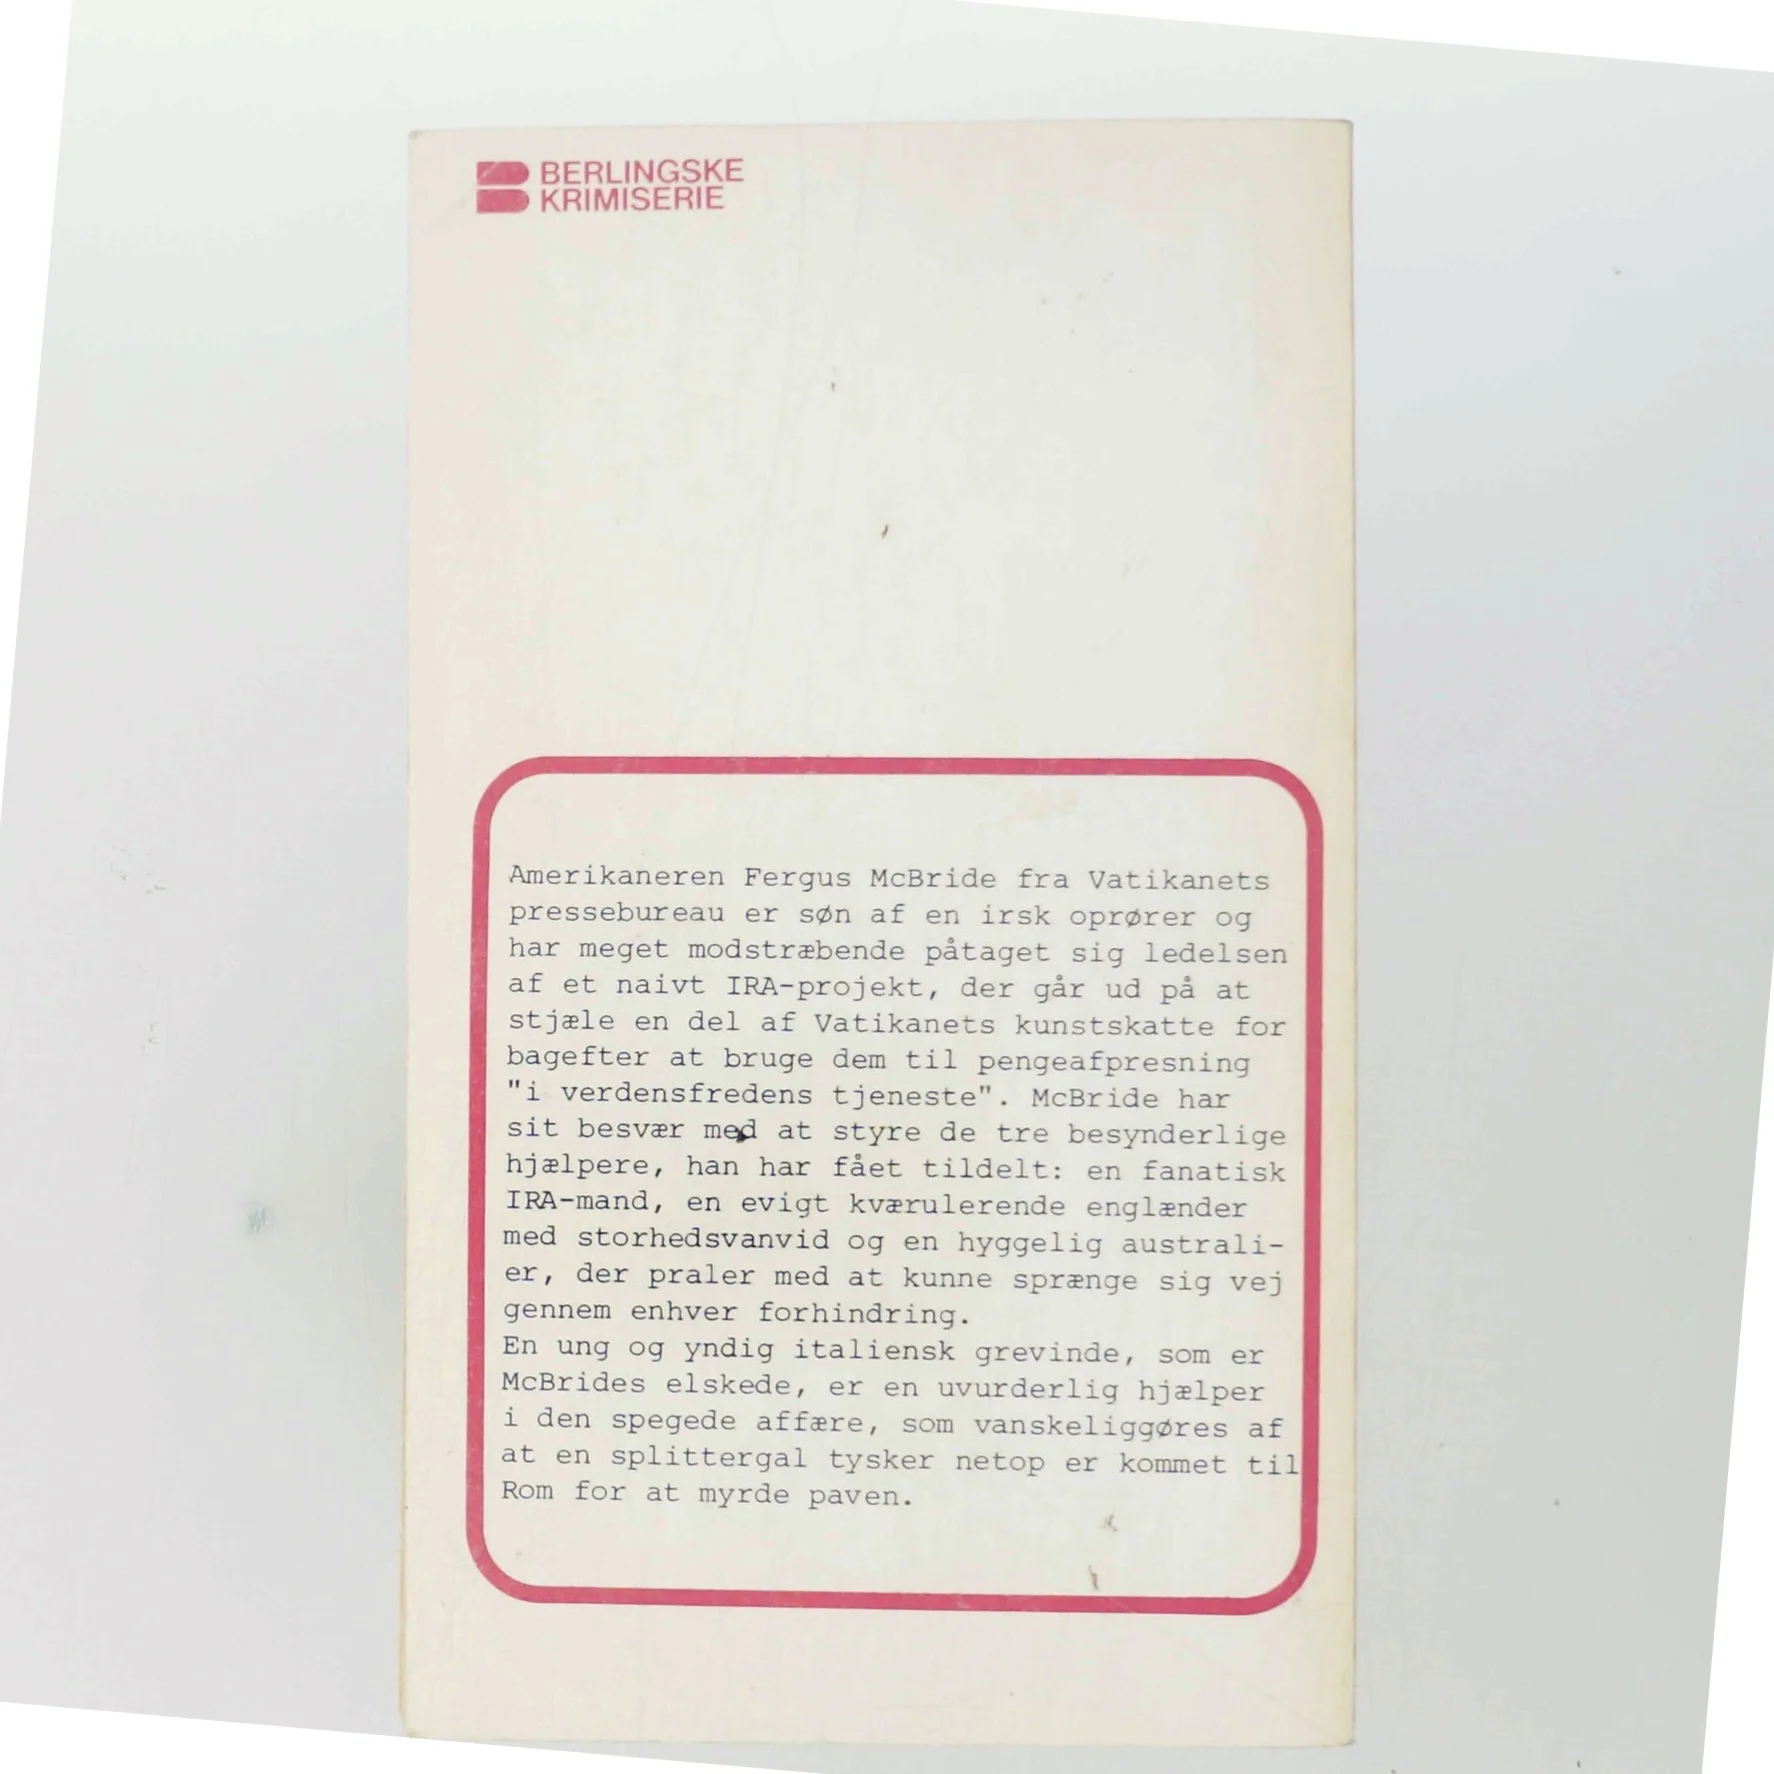 BERLINGSKE
KRIMISERIE
Amerikaneren Fergus McBride fra Vatikanets
pressebureau er søn af en irsk oprører og
har meget modstræbende påtaget sig ledelsen
af et naivt IRA-projekt, der går ud på at
stjæle en del af Vatikanets kunstskatte for
bagefter at bruge dem til pengeafpresning
"i verdensfredens tjeneste". McBride har
sit besvær med at styre de tre besynderlige
hjælpere, han har fået tildelt: en fanatisk
IRA-mand, en evigt kværulerende englænder
med storhedsvanvid og en hyggelig australi-
er, der praler med at kunne sprænge sig vej
gennem enhver forhindring.
En ung og yndig italiensk grevinde, som er
McBrides elskede, er en uvurderlig hjælper
i den spegede affære, som vanskeliggøres af
at en splittergal tysker netop er kommet til
Rom for at myrde paven.